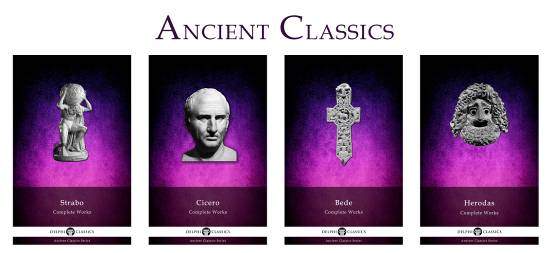 Ancient Classics
Strabo
Complete Works
DELPHI CLASSICS
Ancient Classics Series
Cicero
Complete Works
DELPHI CLASSICS
Ancient Classics Series
Bede
Complete Works
DELPHI CLASSICS
Ancient Classics Series
Herodas
Complete Works
DELPHI CLASSICS
Ancient Classics Series